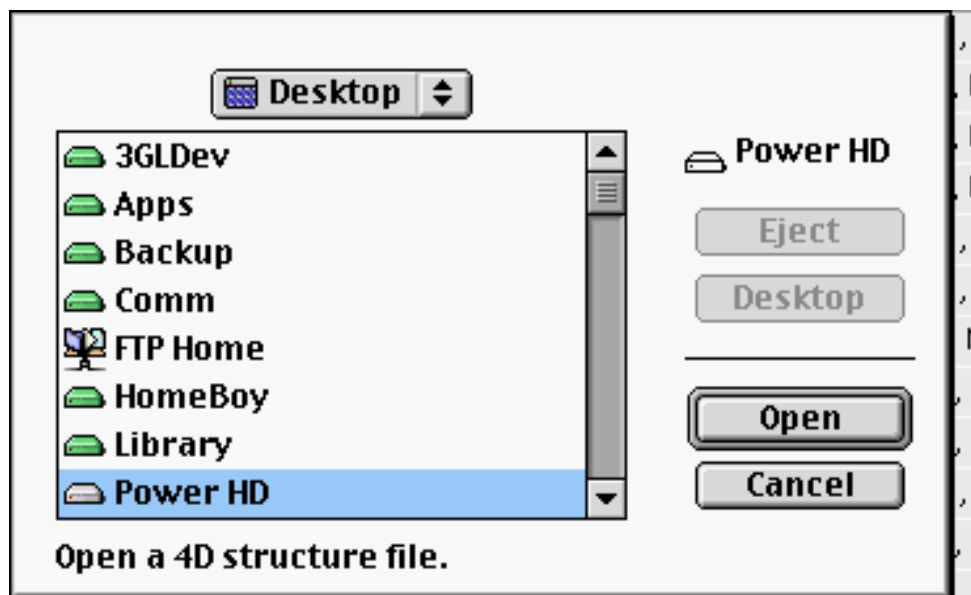 Desktop
3GLDev
Apps
Backup
Comm
FTP Home
HomeBoy
Library
Power HD
Power HD
Eject
Desktop
Open
Cancel
Open a 4D structure file.